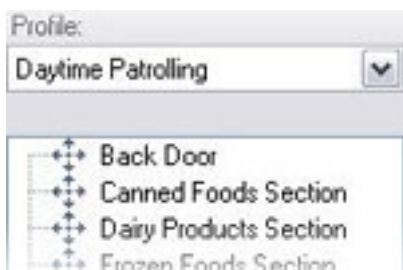 Profile:
Daytime Patrolling
Back Door
Canned Foods Section
Dairy Products Section
Frozen Foods Section